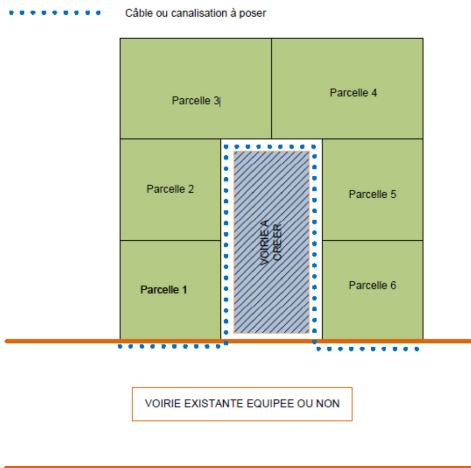 Câble ou canalisation à poser
Parcelle 3
Parcelle 4
Parcelle 2
Parcelle 5
VOIRIE A
CREER
Parcelle 1
Parcelle 6
VOIRIE EXISTANTE EQUIPEE OU NON